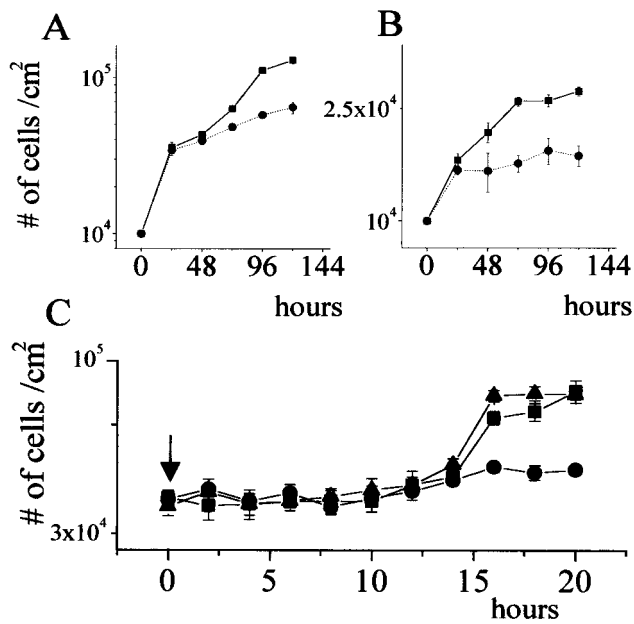 A
B
10^5
10^4
# of cells /cm^2
0 48 96 144
hours
2.5x10^4
10^4
0 48 96 144
hours
C
10^5
3x10^4
# of cells /cm^2
0 5 10 15 20
hours